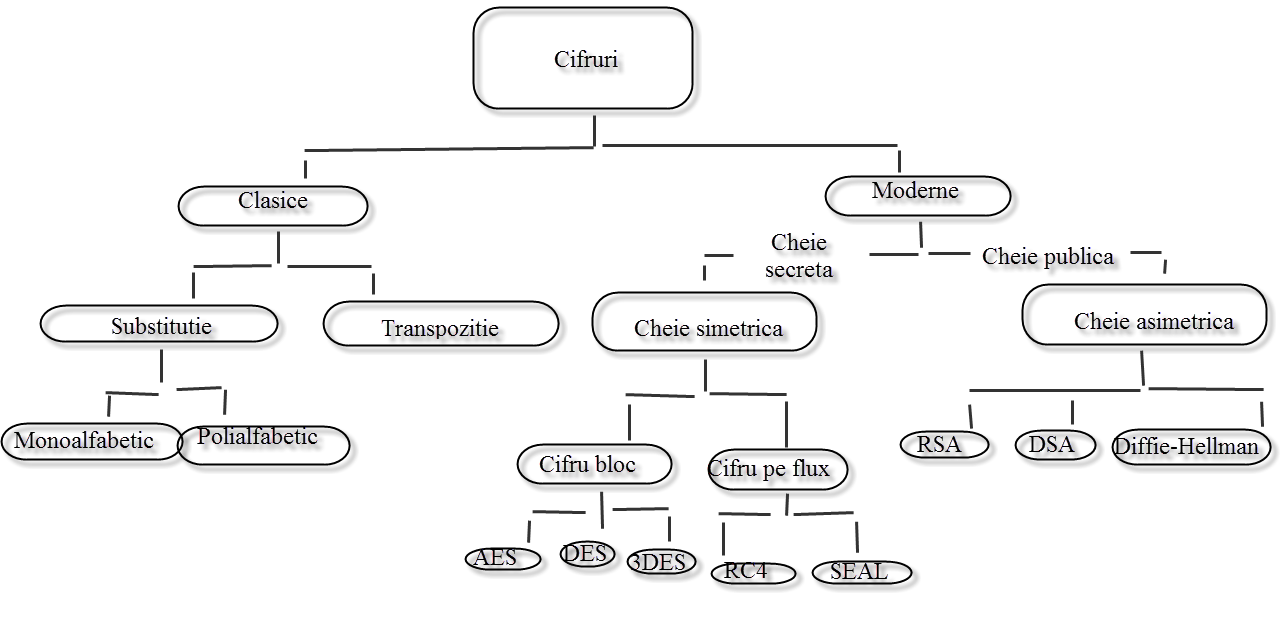 Cifruri
Clasice
Moderne
Cheie
secreta
Cheie publica
Substitutie
Transpozitie
Cheie simetrica
Cheie asimetrica
Monoalfabetic
Polialfabetic
Cifru bloc
Cifru pe flux
RSA
DSA
Diffie-Hellman
AES
DES
3DES
RC4
SEAL